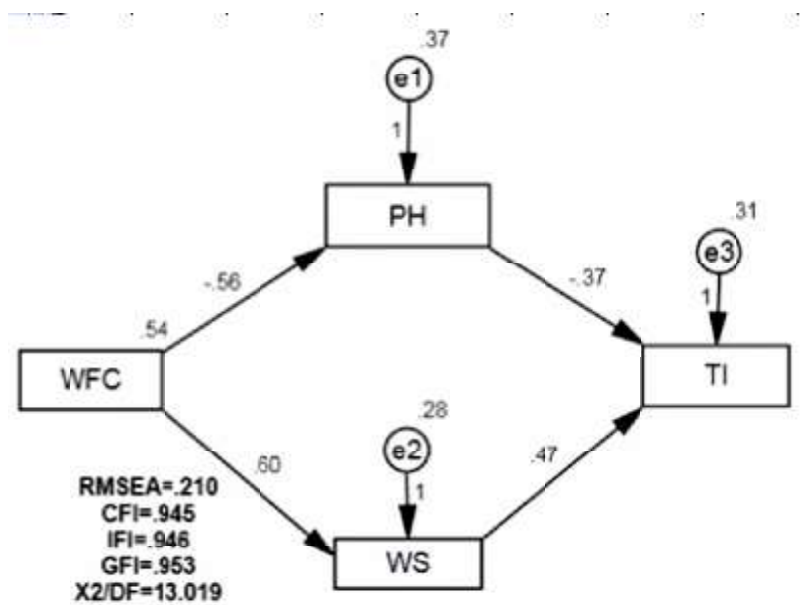 .37
e1
1
PH
.31
e3
1
-.56
-.37
.54
WFC
TI
.28
e2
.60
.47
1
WS
RMSEA=.210
CFI=.945
IFI=.946
GFI=.953
X2/DF=13.019